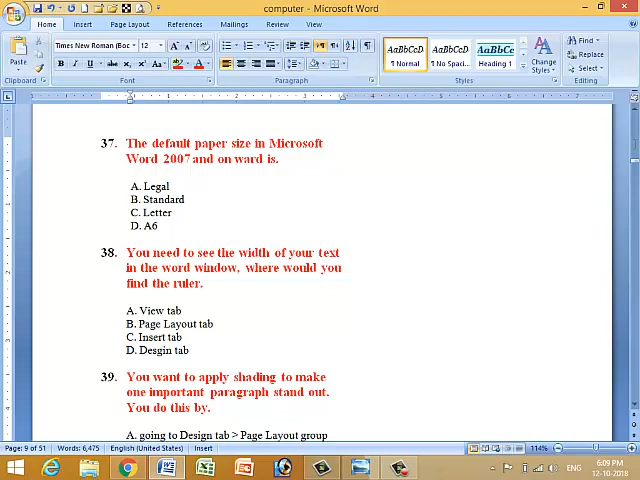 computer - Microsoft Word
Home Insert Page Layout References Mailings Review View
Paste
Times New Roman (Boc 12
Find
Replace
Select
AaBbCcD AaBbCcD AaBbCc
¶ Normal ¶ No Spaci... Heading 1
Change Styles
Clipboard Font Paragraph Styles Editing
37. The default paper size in Microsoft
Word 2007 and on ward is.
A. Legal
B. Standard
C. Letter
D. A6
38. You need to see the width of your text
in the word window, where would you
find the ruler.
A. View tab
B. Page Layout tab
C. Insert tab
D. Desgin tab
39. You want to apply shading to make
one important paragraph stand out.
You do this by.
A. going to Design tab > Page Layout group
Page: 9 of 51 Words: 6,475 English (United States) Insert 114%
ENG 6:09 PM
12-10-2018